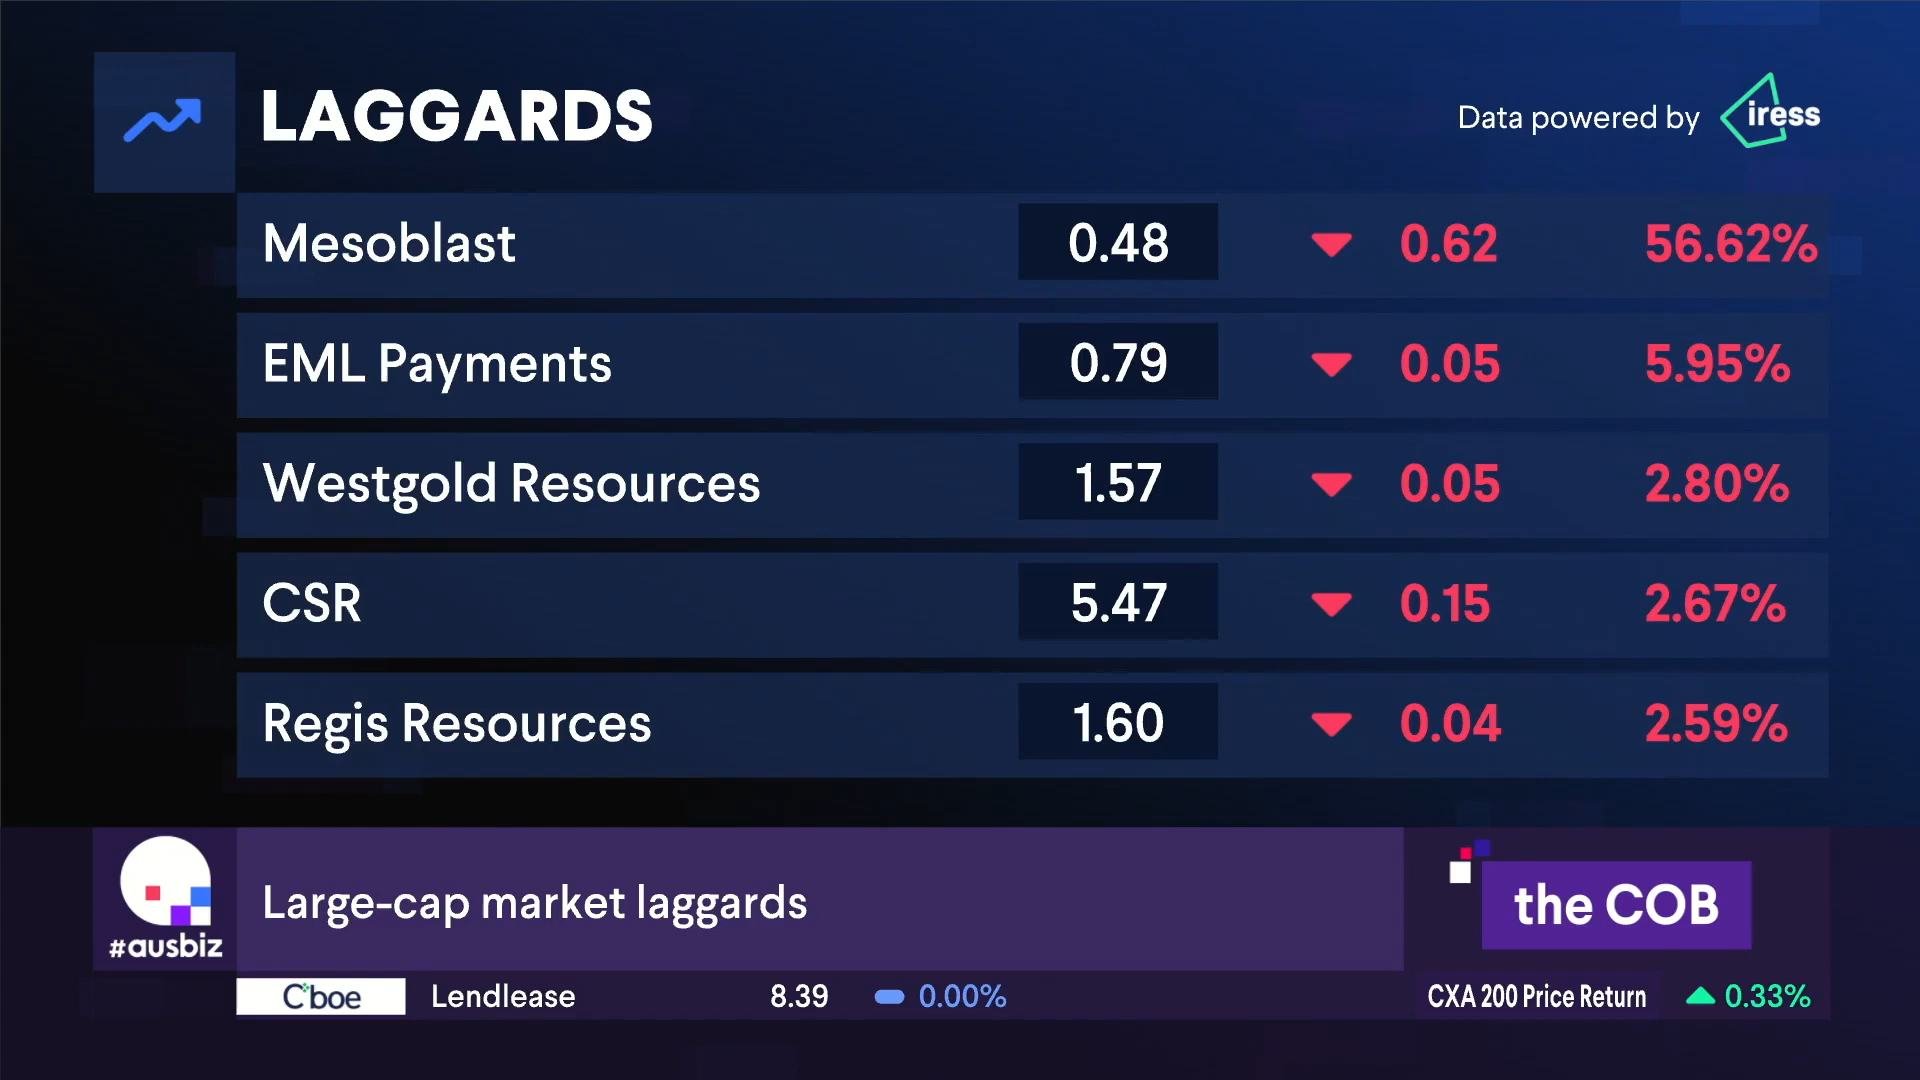 LAGGARDS
Data powered by iress
Mesoblast 0.48 0.62 56.62%
EML Payments 0.79 0.05 5.95%
Westgold Resources 1.57 0.05 2.80%
CSR 5.47 0.15 2.67%
Regis Resources 1.60 0.04 2.59%
#ausbiz
Large-cap market laggards
the COB
Cboe Lendlease 8.39 0.00% CXA 200 Price Return 0.33%